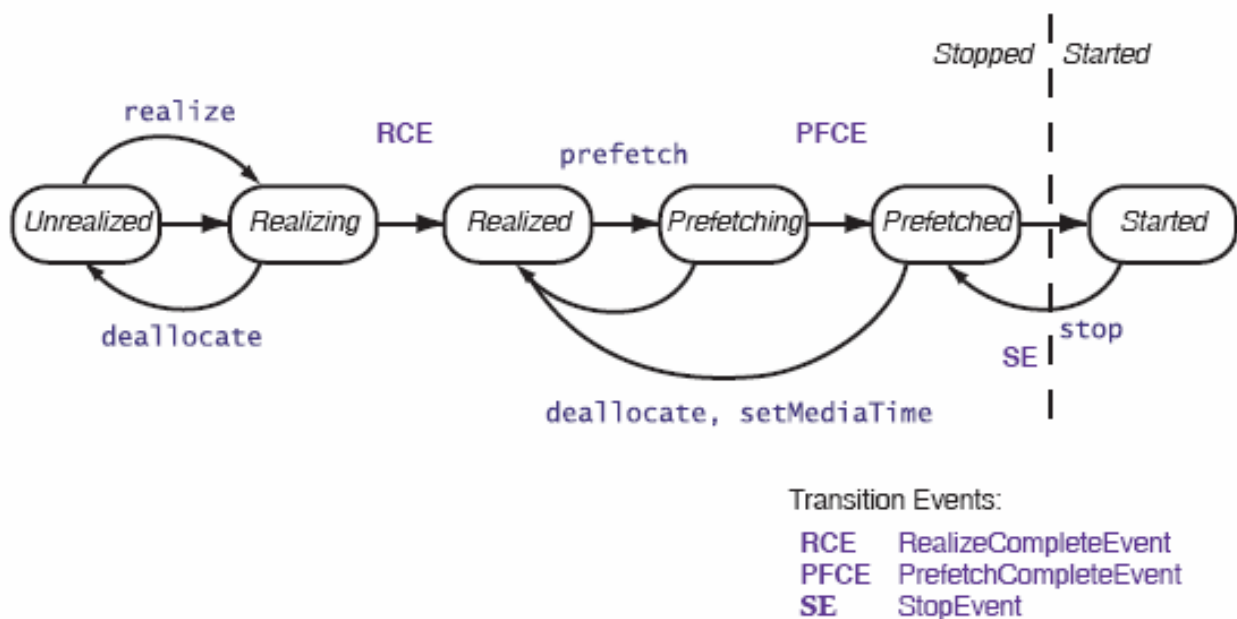 Stopped Started
realize
RCE PFCE
prefetch
Unrealized Realizing Realized Prefetching Prefetched Started
deallocate stop
SE
deallocate, setMediaTime
Transition Events:
RCE RealizeCompleteEvent
PFCE PrefetchCompleteEvent
SE StopEvent